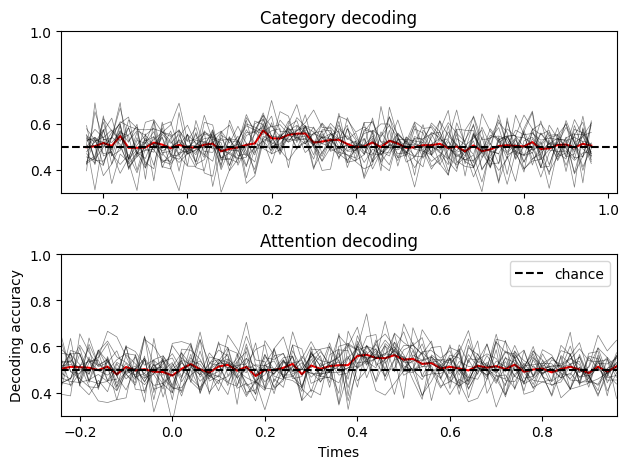 Category decoding
1.0
0.8
0.6
0.4
−0.2 0.0 0.2 0.4 0.6 0.8 1.0
Attention decoding
1.0
0.8
0.6
0.4
Decoding accuracy
chance
−0.2 0.0 0.2 0.4 0.6 0.8
Times